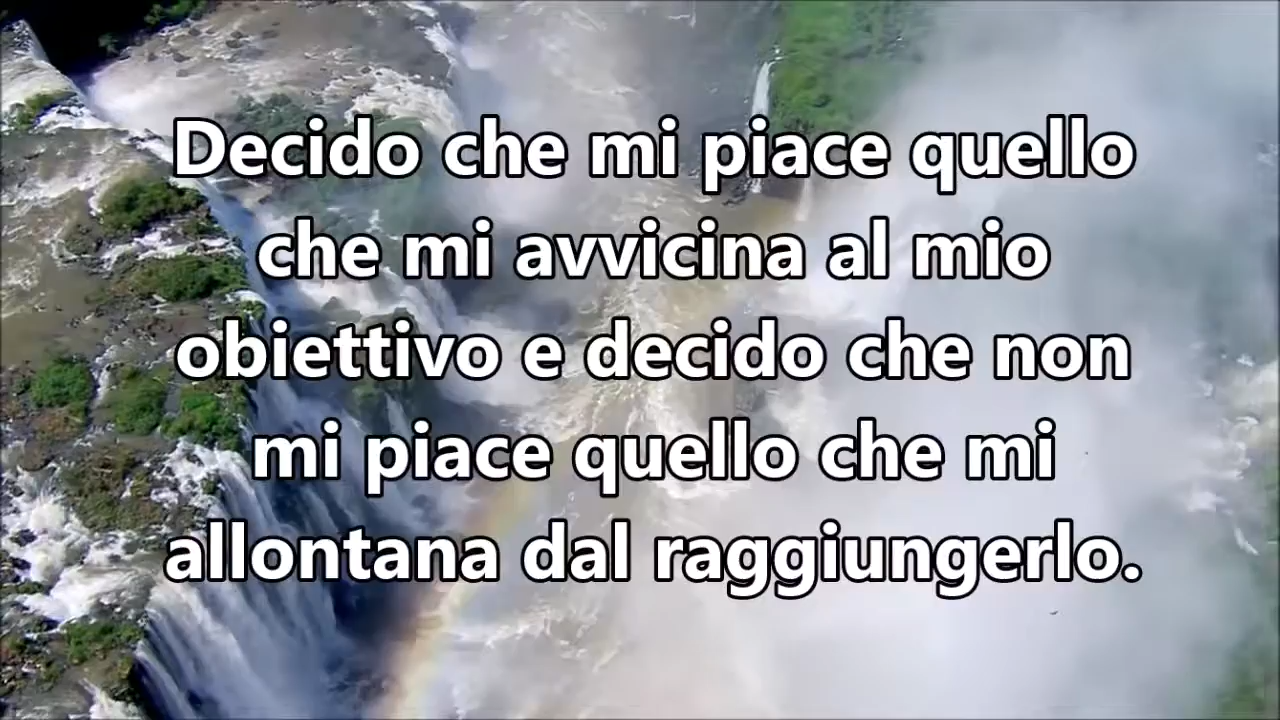 Decido che mi piace quello
che mi avvicina al mio
obiettivo e decido che non
mi piace quello che mi
allontana dal raggiungerlo.